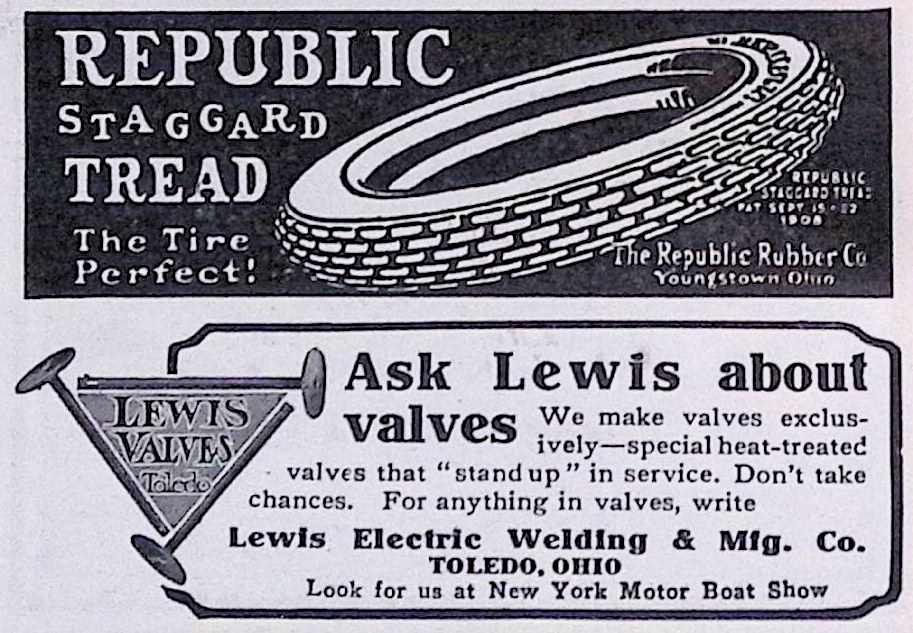 REPUBLIC
STAGGARD
TREAD
The Tire
Perfect!
REPUBLIC
REPUBLIC
STAGGARD TREAD
PAT SEPT 15-22
1908
The Republic Rubber Co
Youngstown Ohio
LEWIS
VALVES
Toledo
Ask Lewis about
valves We make valves exclus-
ively—special heat-treated
valves that "stand up" in service. Don't take
chances. For anything in valves, write
Lewis Electric Welding & Mfg. Co.
TOLEDO, OHIO
Look for us at New York Motor Boat Show